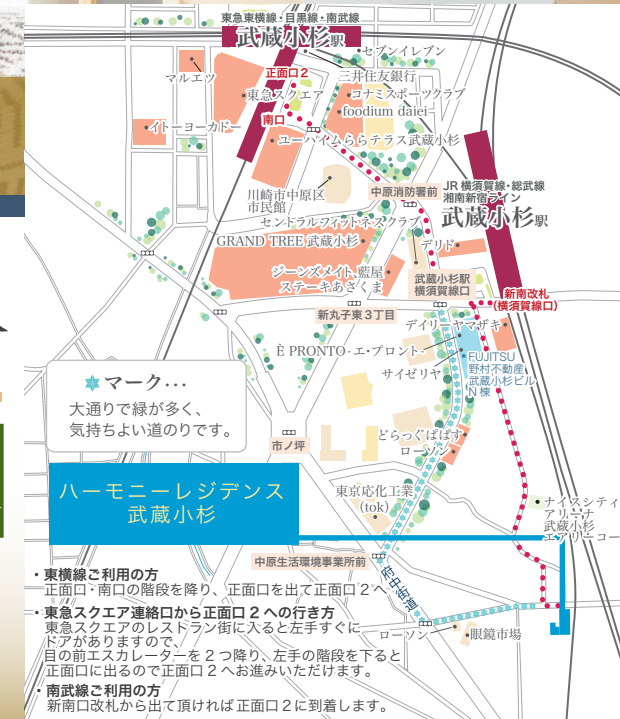 東急東横線・目黒線・南武線
武蔵小杉駅
セブンイレブン
マルエツ
正面口2
三井住友銀行
東急スクエア
コナミスポーツクラブ
foodium daiei
南口
イトーヨーカドー
ユーハイムららテラス武蔵小杉
川崎市中原区
市民館
中原消防署前
JR 横須賀線・総武線
湘南新宿ライン
武蔵小杉駅
セントラルフィットネスクラブ
GRAND TREE 武蔵小杉
デリド
ジーンズメイト 藍屋
ステーキあさくま
武蔵小杉駅
横須賀線口
新南改札
(横須賀線口)
新丸子東3丁目
デイリーヤマザキ
È PRONTO-エ・プロント-
サイゼリヤ
FUJITSU
野村不動産
武蔵小杉ビル
N 棟
マーク…
大通りで緑が多く、
気持ちよい道のりです。
市ノ坪
どらっぐぱぱす
ローソン
ハーモニーレジデンス
武蔵小杉
東京応化工業
(tok)
ナイスシティ
アリーナ
武蔵小杉
エアリーコー
中原生活環境事業所前
府中街道
ローソン
眼鏡市場
・東横線ご利用の方
正面口・南口の階段を降り、正面口を出て正面口2へ
・東急スクエア連絡口から正面口2への行き方
東急スクエアのレストラン街に入ると左手すぐに
ドアがありますので、
目の前エスカレーターを2つ降り、左手の階段を下ると
正面口に出るので正面口2へお進みいただけます。
・南武線ご利用の方
新南口改札から出て頂ければ正面口2に到着します。